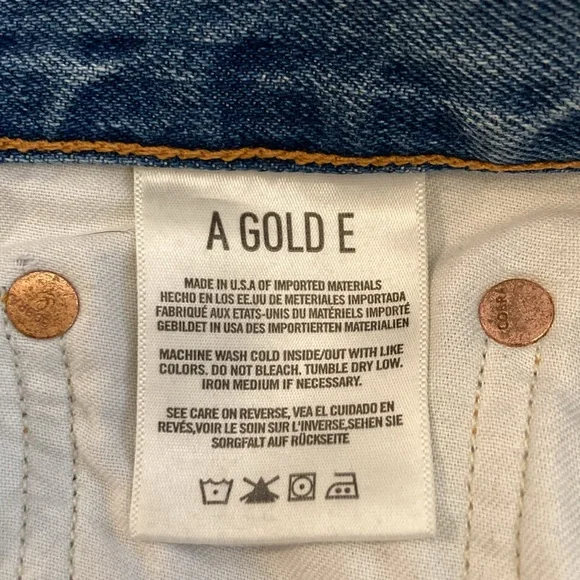 A GOLD E
MADE IN U.S.A OF IMPORTED MATERIALS
HECHO EN LOS EE.UU DE METERIALES IMPORTADA
FABRIQUÉ AUX ETATS-UNIS DU MATÉRIELS IMPORTÉ
GEBILDET IN USA DES IMPORTIERTEN MATERIALIEN
MACHINE WASH COLD INSIDE/OUT WITH LIKE
COLORS. DO NOT BLEACH. TUMBLE DRY LOW.
IRON MEDIUM IF NECESSARY.
SEE CARE ON REVERSE, VEA EL CUIDADO EN
REVÉS,VOIR LE SOIN SUR L'INVERSE,SEHEN SIE
SORGFALT AUF RÜCKSEITE
COBRA